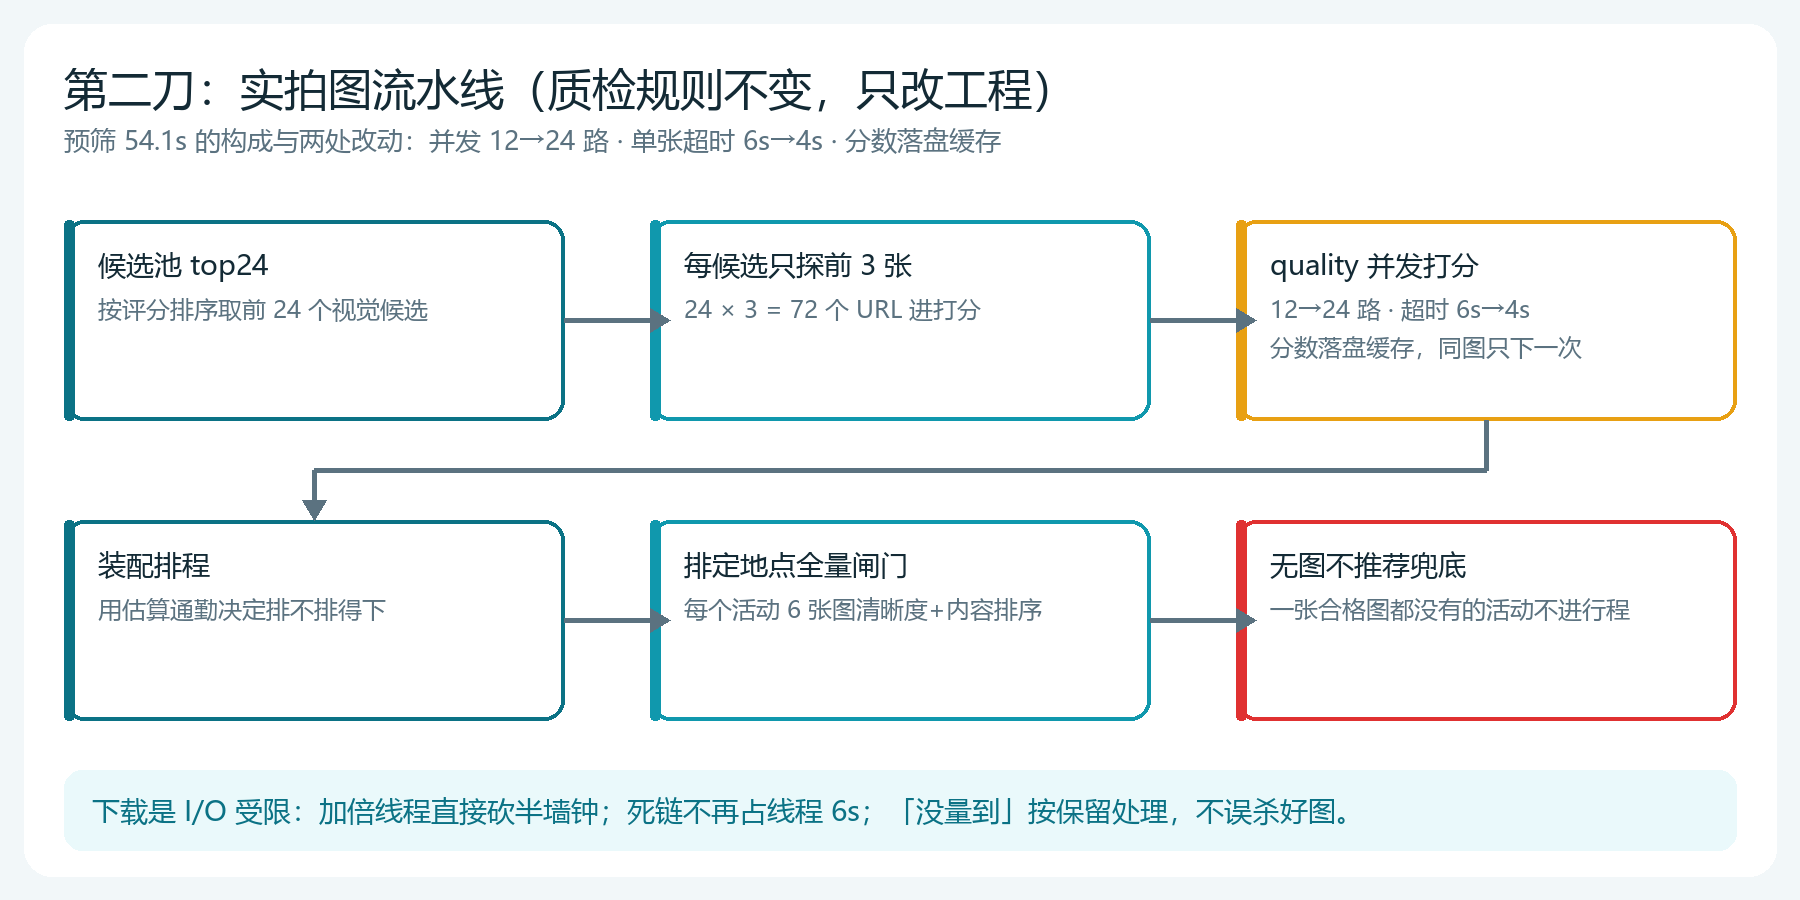 第二刀：实拍图流水线（质检规则不变，只改工程）
预筛 54.1s 的构成与两处改动：并发 12→24 路 · 单张超时 6s→4s · 分数落盘缓存
候选池 top24
按评分排序取前 24 个视觉候选
每候选只探前 3 张
24 × 3 = 72 个 URL 进打分
quality 并发打分
12→24 路 · 超时 6s→4s
分数落盘缓存，同图只下一次
装配排程
用估算通勤决定排不排得下
排定地点全量闸门
每个活动 6 张图清晰度+内容排序
无图不推荐兜底
一张合格图都没有的活动不进行程
下载是 I/O 受限：加倍线程直接砍半墙钟；死链不再占线程 6s；「没量到」按保留处理，不误杀好图。